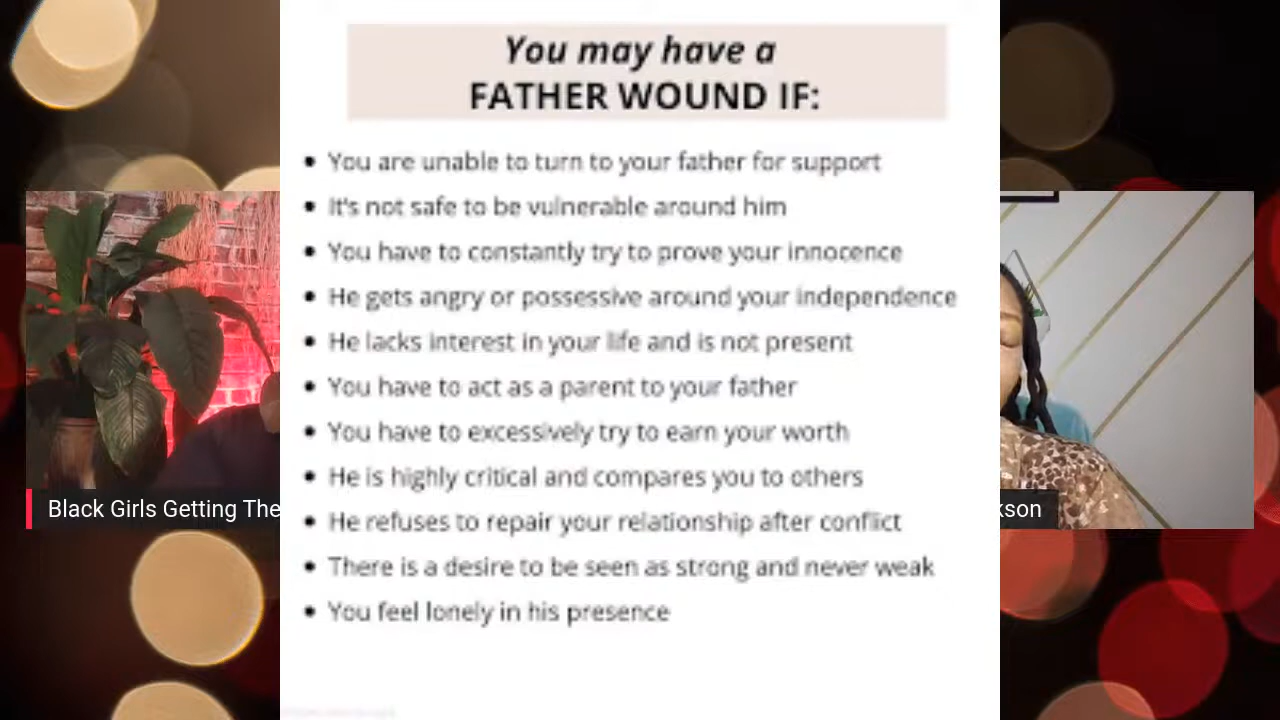 You may have a
FATHER WOUND IF:
• You are unable to turn to your father for support
• It's not safe to be vulnerable around him
• You have to constantly try to prove your innocence
• He gets angry or possessive around your independence
• He lacks interest in your life and is not present
• You have to act as a parent to your father
• You have to excessively try to earn your worth
• He is highly critical and compares you to others
• He refuses to repair your relationship after conflict
• There is a desire to be seen as strong and never weak
• You feel lonely in his presence
Black Girls Getting The
kson